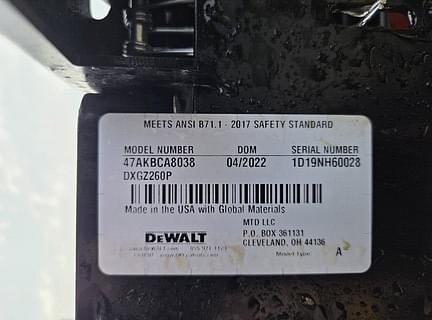 MEETS ANSI B71.1 - 2017 SAFETY STANDARD
MODEL NUMBER DOM SERIAL NUMBER
47AKBCA8038 04/2022 1D19NH60028
DXGZ260P
Made in the USA with Global Materials
MTD LLC
DEWALT P.O. BOX 361131
CLEVELAND, OH 44136
Model Type: A